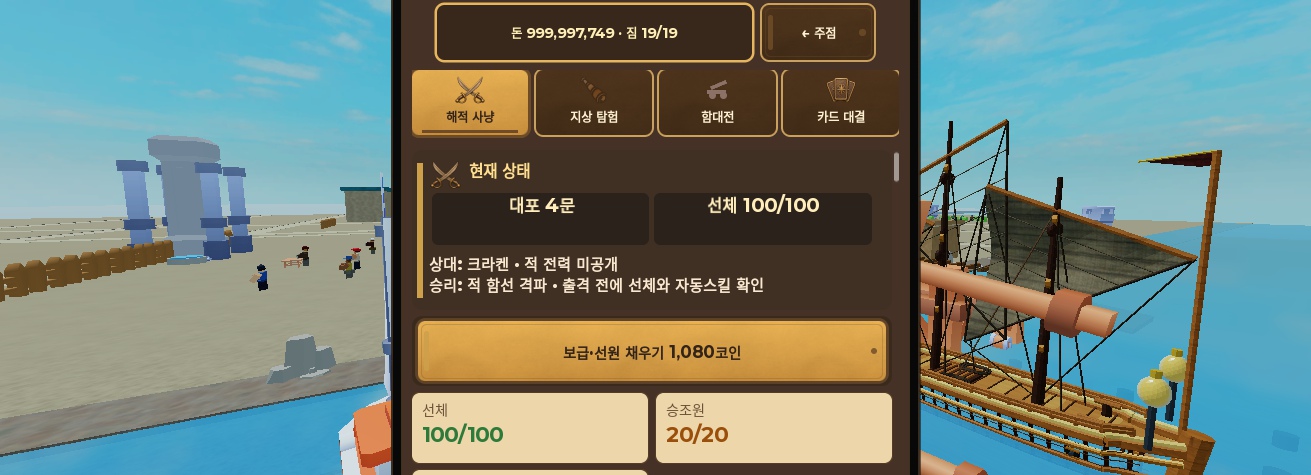 돈 999,997,749 · 짐 19/19
← 주점
해적 사냥
지상 탐험
함대전
카드 대결
현재 상태
대포 4문
선체 100/100
상대: 크라켄 • 적 전력 미공개
승리: 적 함선 격파 • 출격 전에 선체와 자동스킬 확인
보급·선원 채우기 1,080코인
선체
100/100
승조원
20/20